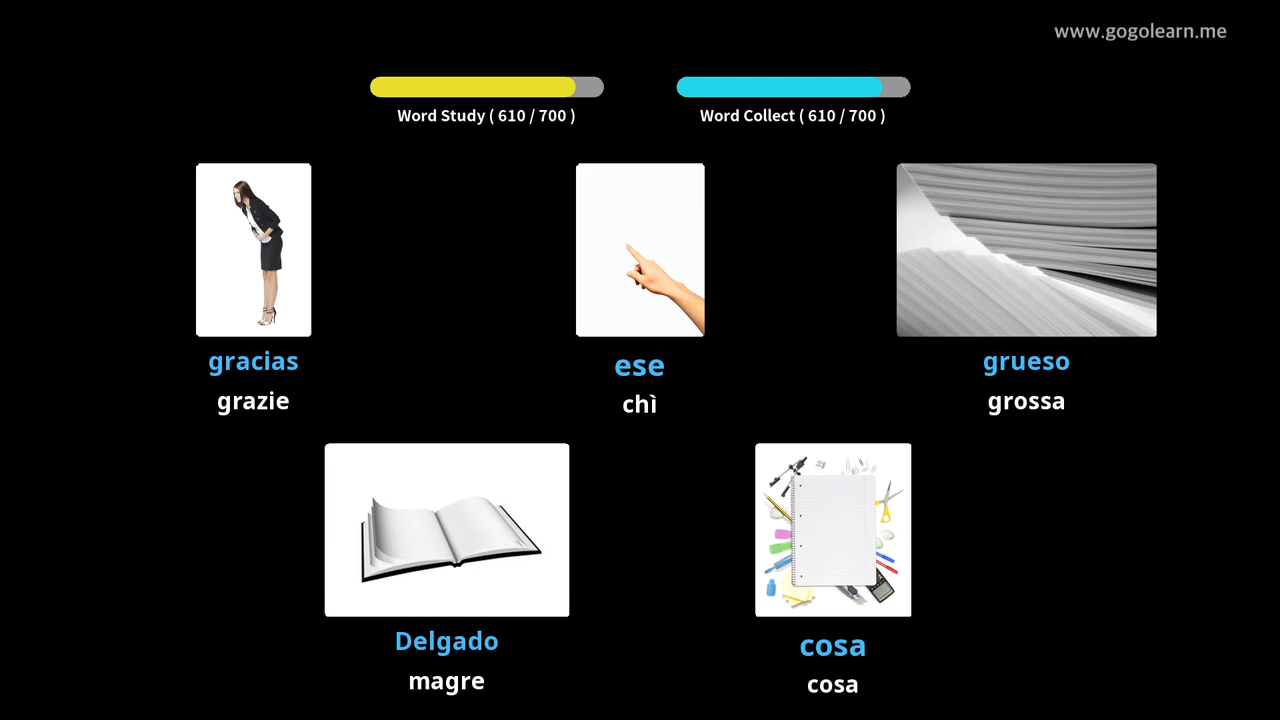 www.gogolearn.me
Word Study ( 610 / 700 )
Word Collect ( 610 / 700 )
gracias
grazie
ese
chì
grueso
grossa
Delgado
magre
cosa
cosa